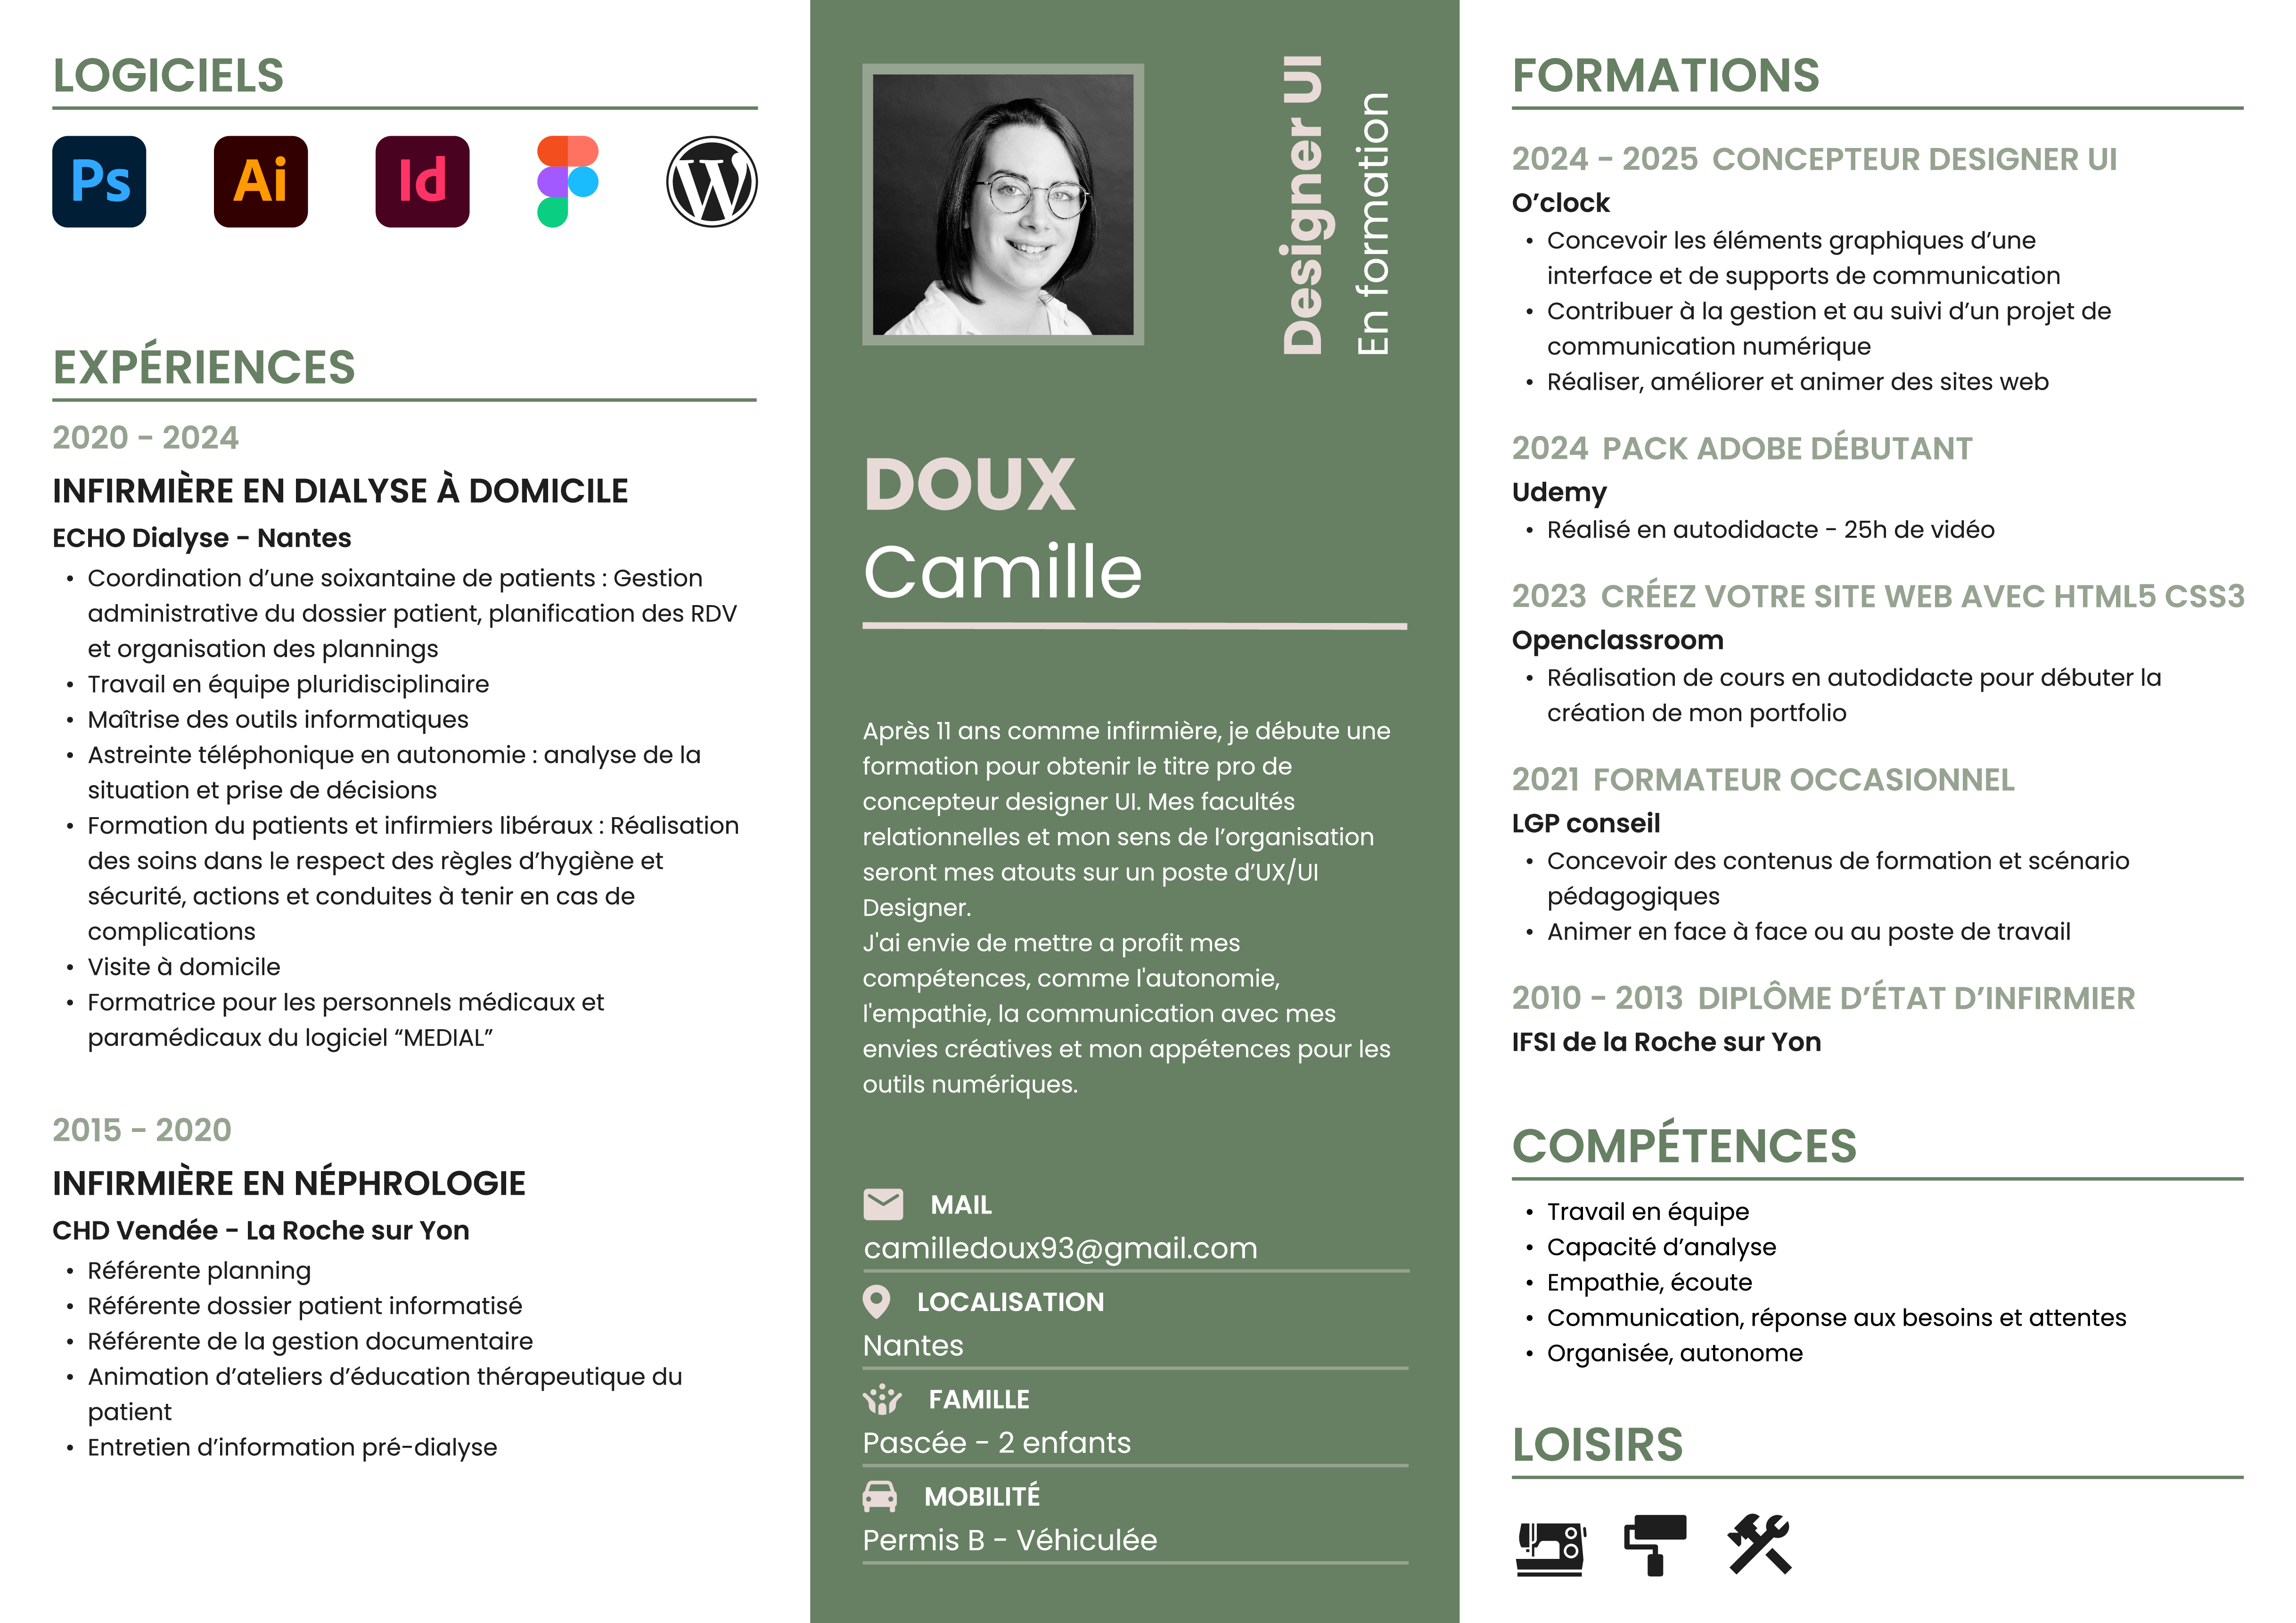 LOGICIELS
Ps
Ai
Id
W
EXPÉRIENCES
2020 - 2024
INFIRMIÈRE EN DIALYSE À DOMICILE
ECHO Dialyse - Nantes
• Coordination d’une soixantaine de patients : Gestion
administrative du dossier patient, planification des RDV
et organisation des plannings
• Travail en équipe pluridisciplinaire
• Maîtrise des outils informatiques
• Astreinte téléphonique en autonomie : analyse de la
situation et prise de décisions
• Formation du patients et infirmiers libéraux : Réalisation
des soins dans le respect des règles d’hygiène et
sécurité, actions et conduites à tenir en cas de
complications
• Visite à domicile
• Formatrice pour les personnels médicaux et
paramédicaux du logiciel “MEDIAL”
2015 - 2020
INFIRMIÈRE EN NÉPHROLOGIE
CHD Vendée - La Roche sur Yon
• Référente planning
• Référente dossier patient informatisé
• Référente de la gestion documentaire
• Animation d’ateliers d’éducation thérapeutique du
patient
• Entretien d’information pré-dialyse
Designer UI
En formation
DOUX
Camille
Après 11 ans comme infirmière, je débute une
formation pour obtenir le titre pro de
concepteur designer UI. Mes facultés
relationnelles et mon sens de l’organisation
seront mes atouts sur un poste d’UX/UI
Designer.
J'ai envie de mettre a profit mes
compétences, comme l'autonomie,
l'empathie, la communication avec mes
envies créatives et mon appétences pour les
outils numériques.
MAIL
camilledoux93@gmail.com
LOCALISATION
Nantes
FAMILLE
Pascée - 2 enfants
MOBILITÉ
Permis B - Véhiculée
FORMATIONS
2024 - 2025 CONCEPTEUR DESIGNER UI
O’clock
• Concevoir les éléments graphiques d’une
interface et de supports de communication
• Contribuer à la gestion et au suivi d’un projet de
communication numérique
• Réaliser, améliorer et animer des sites web
2024 PACK ADOBE DÉBUTANT
Udemy
• Réalisé en autodidacte - 25h de vidéo
2023 CRÉEZ VOTRE SITE WEB AVEC HTML5 CSS3
Openclassroom
• Réalisation de cours en autodidacte pour débuter la
création de mon portfolio
2021 FORMATEUR OCCASIONNEL
LGP conseil
• Concevoir des contenus de formation et scénario
pédagogiques
• Animer en face à face ou au poste de travail
2010 - 2013 DIPLÔME D’ÉTAT D’INFIRMIER
IFSI de la Roche sur Yon
COMPÉTENCES
• Travail en équipe
• Capacité d’analyse
• Empathie, écoute
• Communication, réponse aux besoins et attentes
• Organisée, autonome
LOISIRS